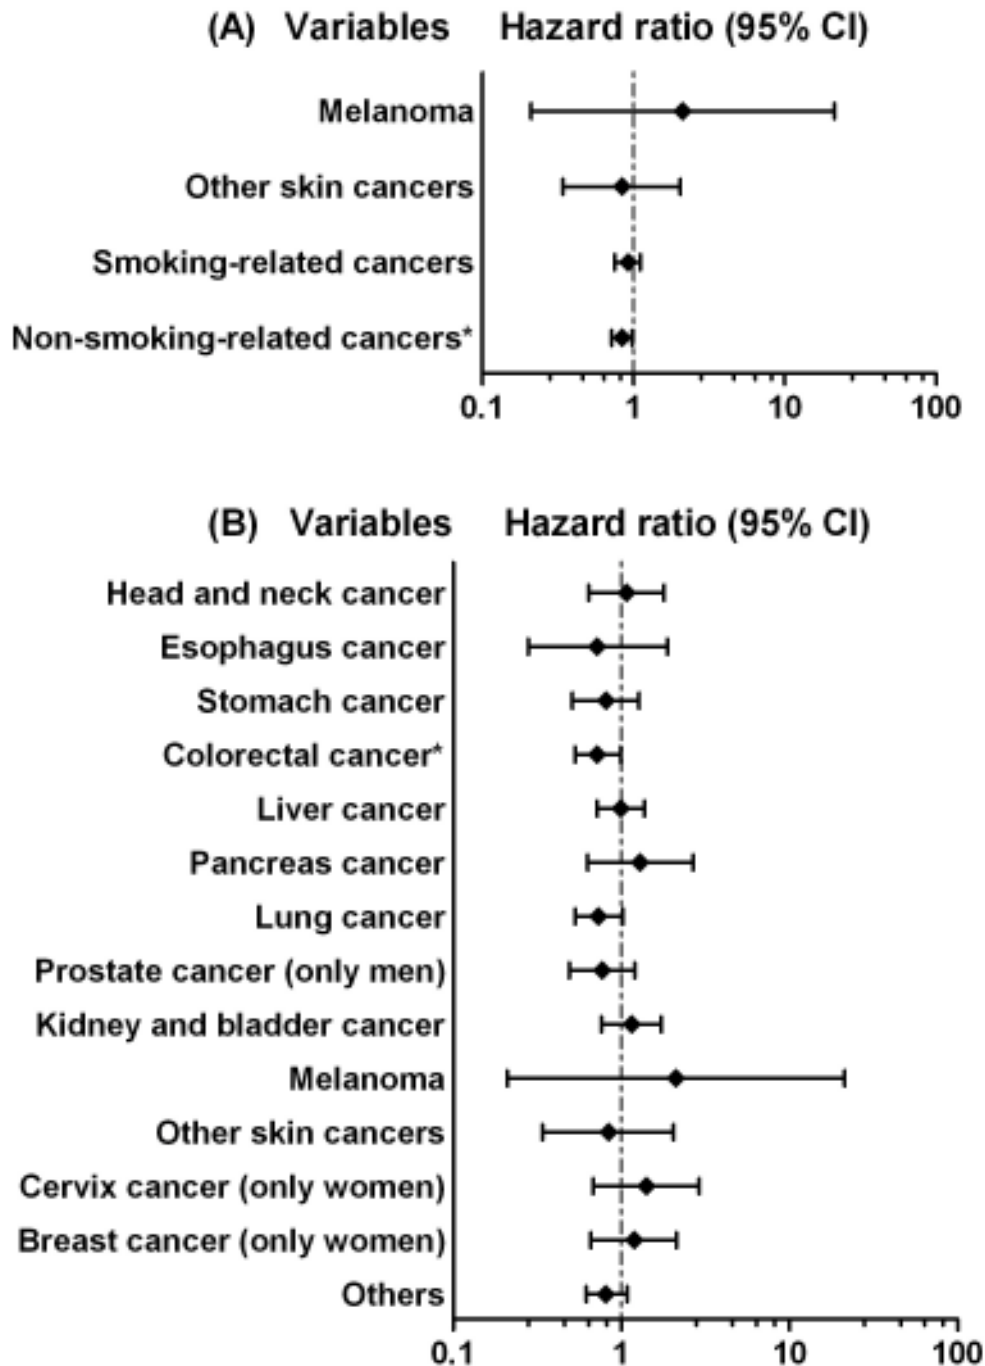 (A) Variables Hazard ratio (95% CI)
Melanoma
Other skin cancers
Smoking-related cancers
Non-smoking-related cancers*
0.1 1 10 100
(B) Variables Hazard ratio (95% CI)
Head and neck cancer
Esophagus cancer
Stomach cancer
Colorectal cancer*
Liver cancer
Pancreas cancer
Lung cancer
Prostate cancer (only men)
Kidney and bladder cancer
Melanoma
Other skin cancers
Cervix cancer (only women)
Breast cancer (only women)
Others
0.1 1 10 100